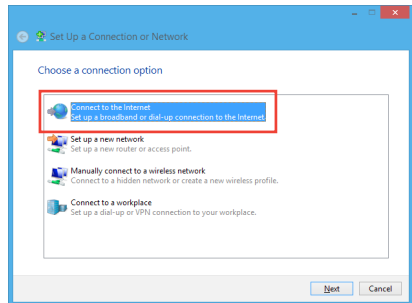 Set Up a Connection or Network
Choose a connection option
Connect to the Internet
Set up a broadband or dial-up connection to the Internet.
Set up a new network
Set up a new router or access point.
Manually connect to a wireless network
Connect to a hidden network or create a new wireless profile.
Connect to a workplace
Set up a dial-up or VPN connection to your workplace.
Next Cancel